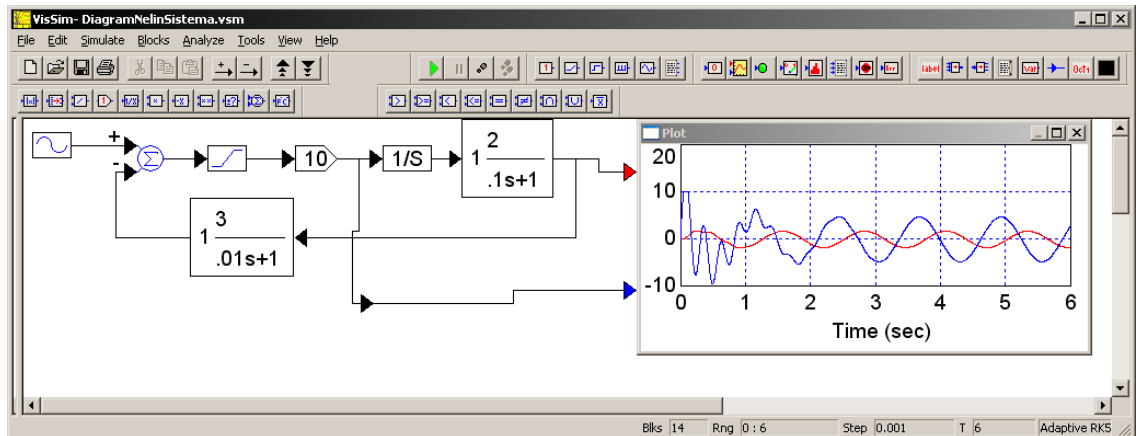 VisSim- DiagramNelinSistema.vsm
File Edit Simulate Blocks Analyze Tools View Help
+ -
10
1/S
1
2
.1s+1
1
3
.01s+1
Plot
20
10
0
-10
0 1 2 3 4 5 6
Time (sec)
Blks 14 Rng 0 : 6 Step 0.001 T 6 Adaptive RK5